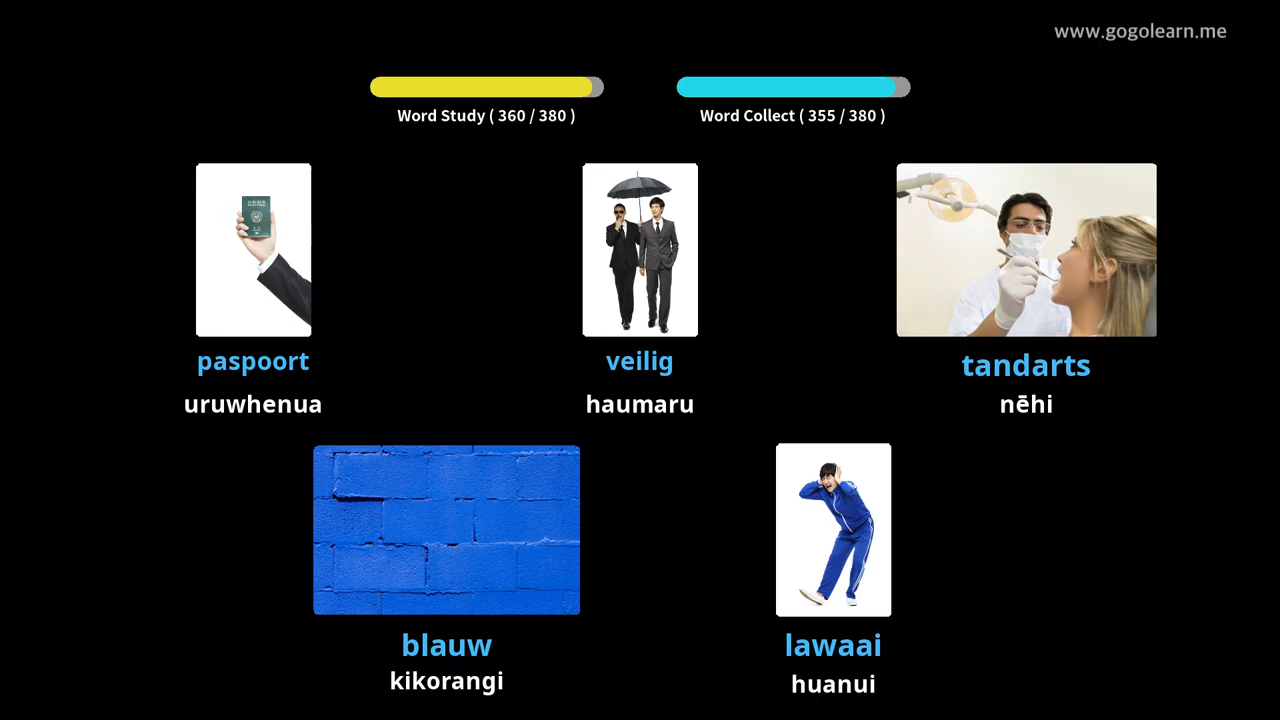 www.gogolearn.me
Word Study ( 360 / 380 )
Word Collect ( 355 / 380 )
paspoort
veilig
tandarts
uruwhenua
haumaru
nēhi
blauw
lawaai
kikorangi
huanui